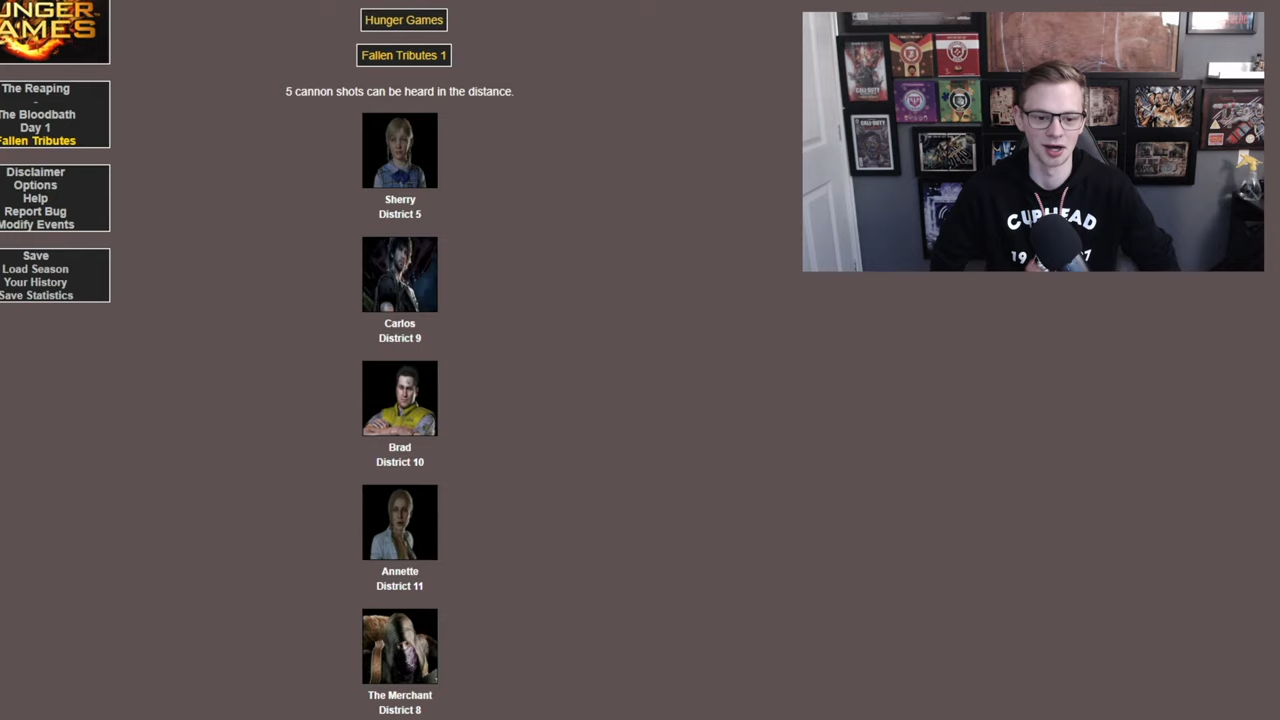 UNGER
GAMES
The Reaping
-
The Bloodbath
Day 1
Fallen Tributes
Disclaimer
Options
Help
Report Bug
Modify Events
Save
Load Season
Your History
Save Statistics
Hunger Games
Fallen Tributes 1
5 cannon shots can be heard in the distance.
Sherry
District 5
Carlos
District 9
Brad
District 10
Annette
District 11
The Merchant
District 8
CUPHEAD